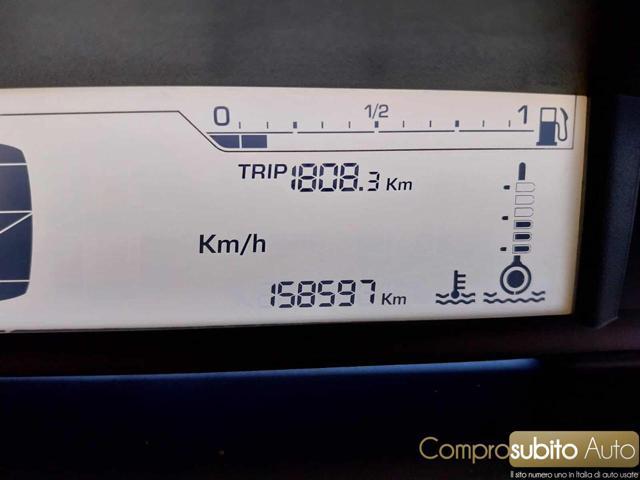 0 1/2 1
TRIP 1808.3 Km
Km/h
158597 Km
Comprosubito Auto
Il sito numero uno in Italia di auto usate